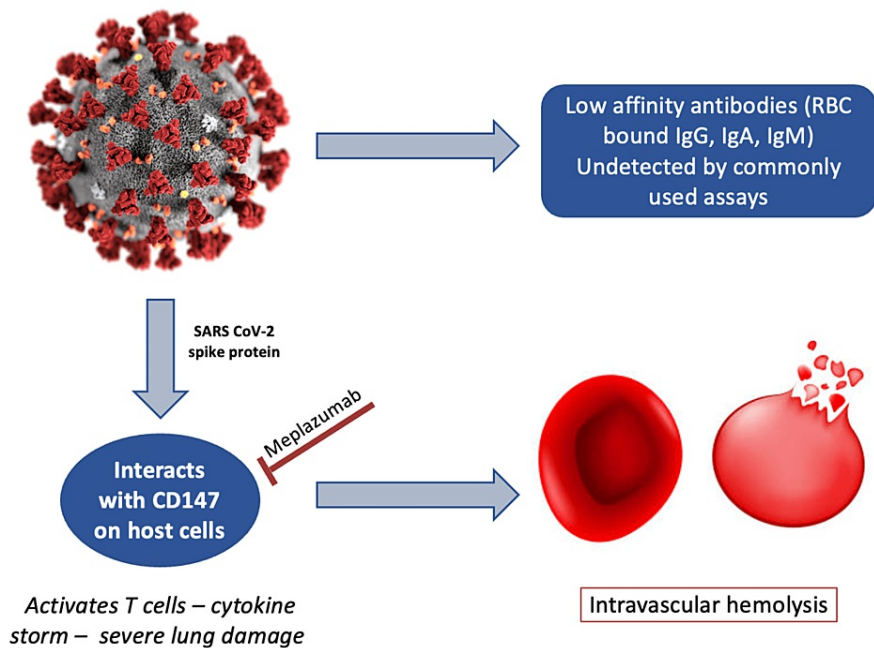 Low affinity antibodies (RBC
bound IgG, IgA, IgM)
Undetected by commonly
used assays
SARS CoV-2
spike protein
Meplazumab
Interacts
with CD147
on host cells
Activates T cells – cytokine
storm – severe lung damage
Intravascular hemolysis